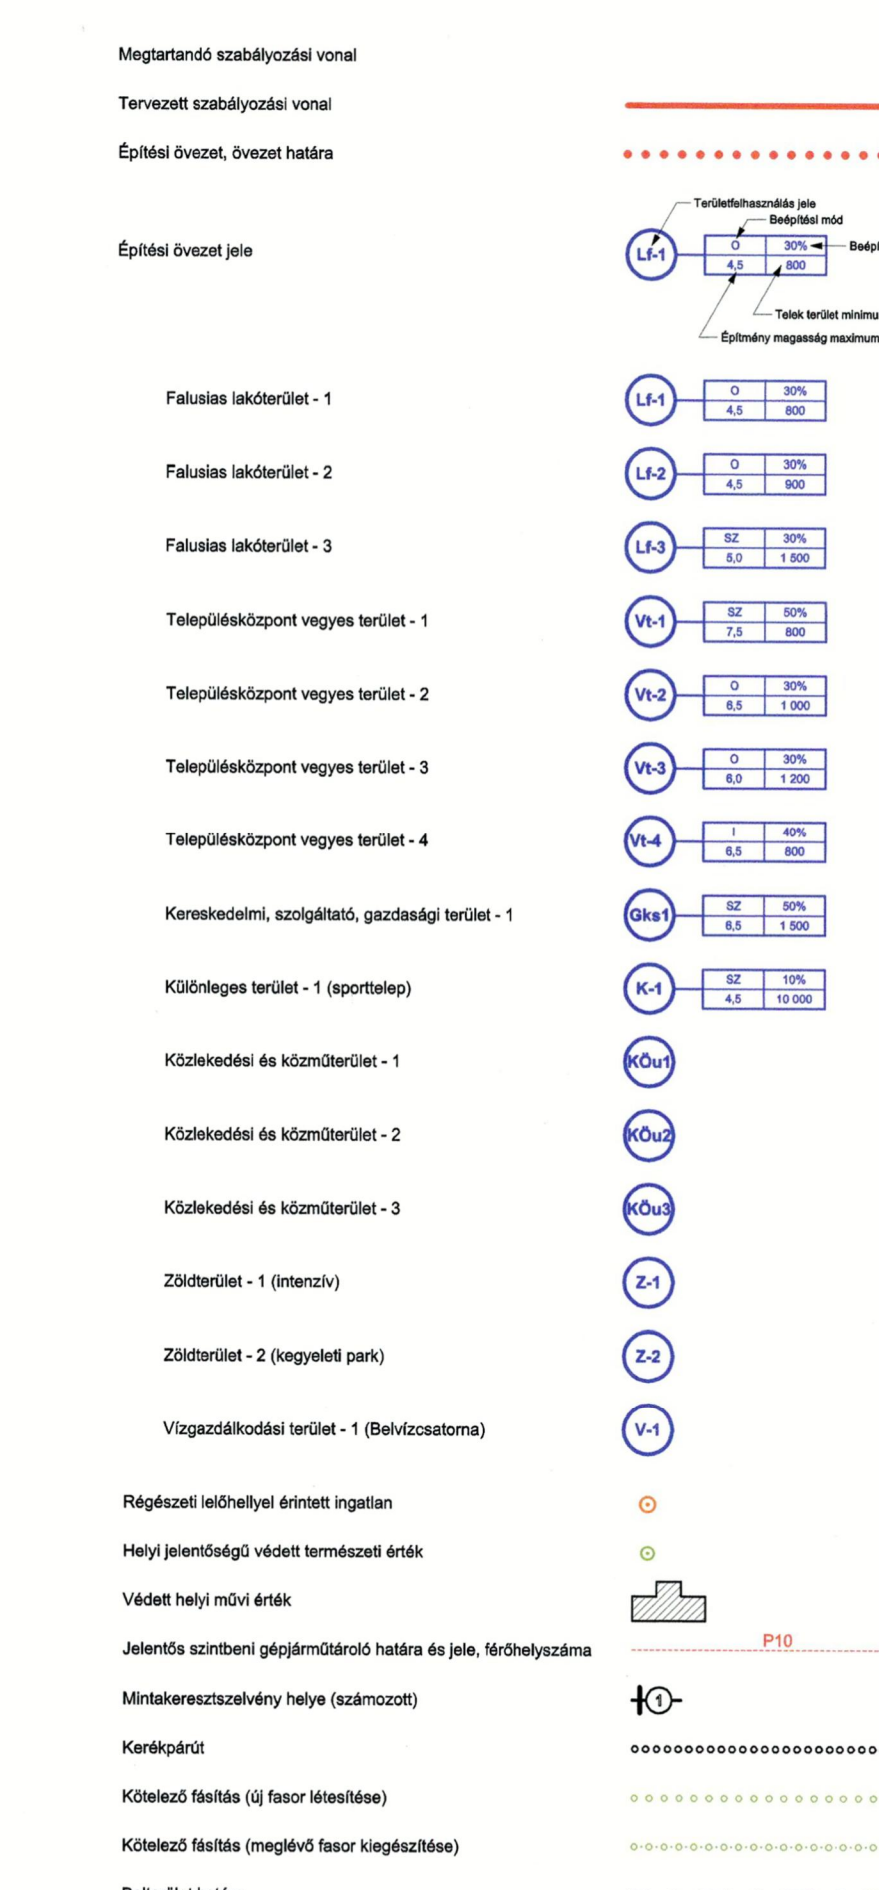 Megtartandó szabályozási vonal
Tervezett szabályozási vonal
Építési övezet, övezet határa
Területfelhasználás jele
Beépítési mód
Építési övezet jele
Lf-1 O 30%
4,5 800
Telek terület
Építmény magasság maximum
Falusias lakóterület - 1 Lf-1 O 30%
4,5 800
Falusias lakóterület - 2 Lf-2 O 30%
4,5 900
Falusias lakóterület - 3 Lf-3 SZ 30%
5,0 1 500
Településközpont vegyes terület - 1 Vt-1 SZ 50%
7,5 800
Településközpont vegyes terület - 2 Vt-2 O 30%
6,5 1 000
Településközpont vegyes terület - 3 Vt-3 O 30%
6,0 1 200
Településközpont vegyes terület - 4 Vt-4 I 40%
6,5 800
Kereskedelmi, szolgáltató, gazdasági terület - 1 Gks1 SZ 50%
6,5 1 500
Különleges terület - 1 (sporttelep) K-1 SZ 10%
4,5 10 000
Közlekedési és közműterület - 1 KÖu1
Közlekedési és közműterület - 2 KÖu2
Közlekedési és közműterület - 3 KÖu3
Zöldterület - 1 (intenzív) Z-1
Zöldterület - 2 (kegyeleti park) Z-2
Vízgazdálkodási terület - 1 (Belvízcsatorna) V-1
Régészeti lelőhellyel érintett ingatlan
Helyi jelentőségű védett természeti érték
Védett helyi művi érték
Jelentős szintbeni gépjárműtároló határa és jele, férőhelyszáma P10
Mintakeresztszelvény helye (számozott) 1
Kerékpárút
Kötelező fásítás (új fasor létesítése)
Kötelező fásítás (meglévő fasor kiegészítése)